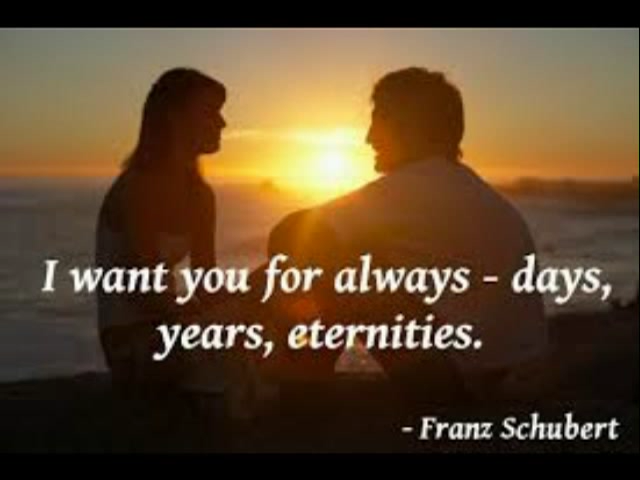 I want you for always - days,
years, eternities.
- Franz Schubert